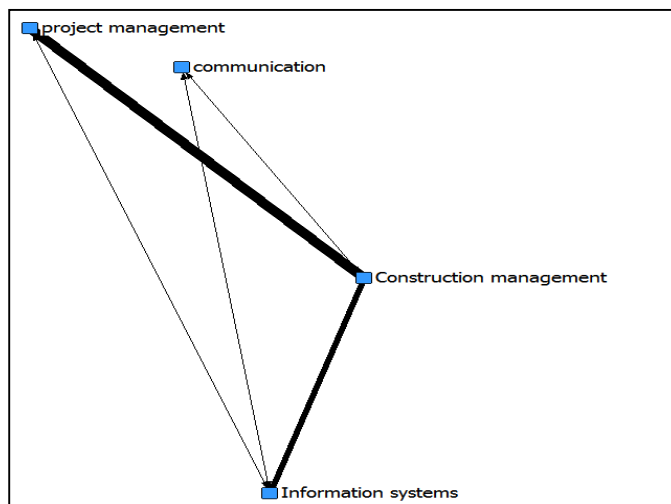 project management
communication
Construction management
Information systems